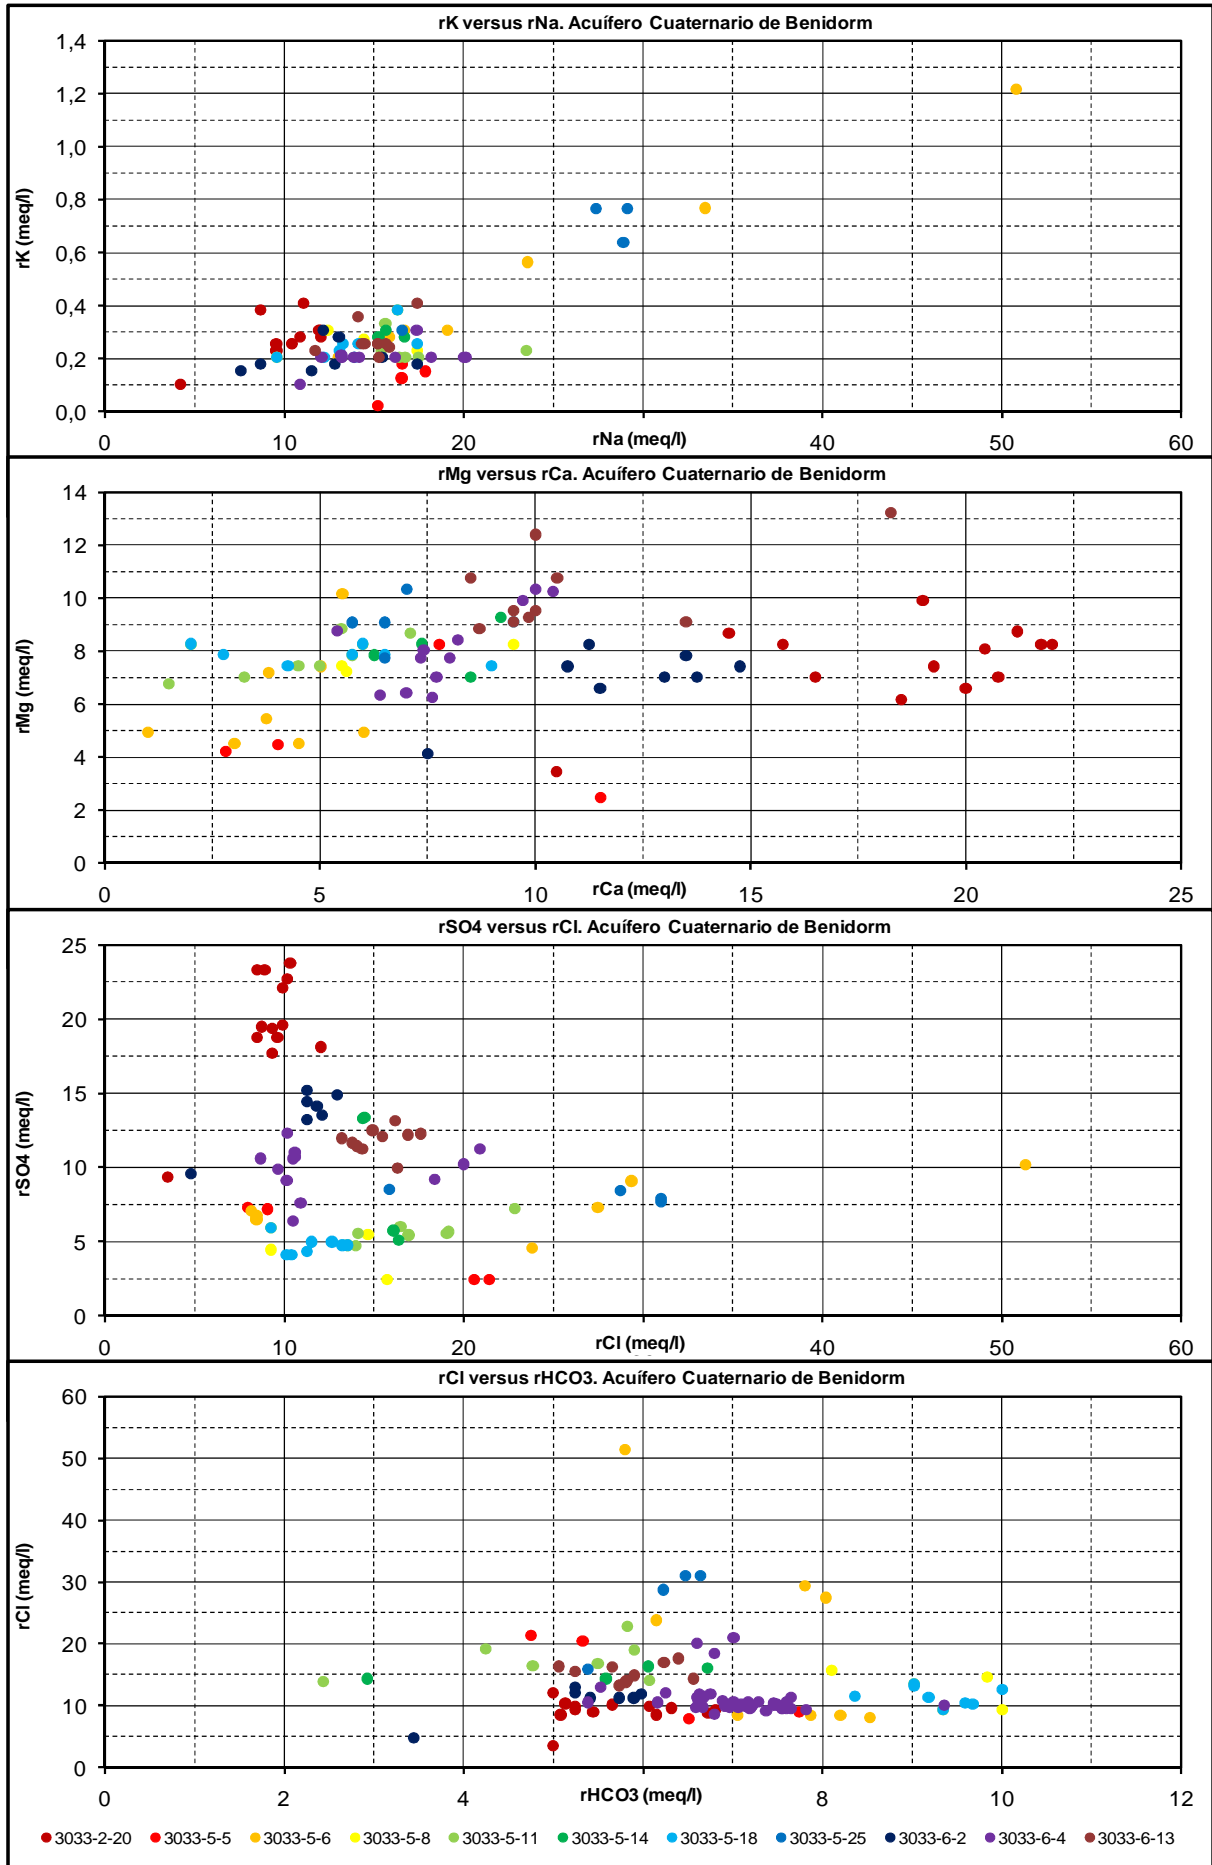 rK versus rNa. Acuífero Cuaternario de Benidorm
1,4
1,2
1,0
0,8
0,6
0,4
0,2
0,0
rK (meq/l)
0 10 20 40 50 60
rNa (meq/l)
rMg versus rCa. Acuífero Cuaternario de Benidorm
14
12
10
8
6
4
2
0
rMg (meq/l)
0 5 10 15 20 25
rCa (meq/l)
rSO4 versus rCl. Acuífero Cuaternario de Benidorm
25
20
15
10
5
0
rSO4 (meq/l)
0 10 20 40 50 60
rCl (meq/l)
rCl versus rHCO3. Acuífero Cuaternario de Benidorm
60
50
40
30
20
10
0
rCl (meq/l)
0 2 4 8 10 12
rHCO3 (meq/l)
3033-2-20 3033-5-5 3033-5-6 3033-5-8 3033-5-11 3033-5-14 3033-5-18 3033-5-25 3033-6-2 3033-6-4 3033-6-13